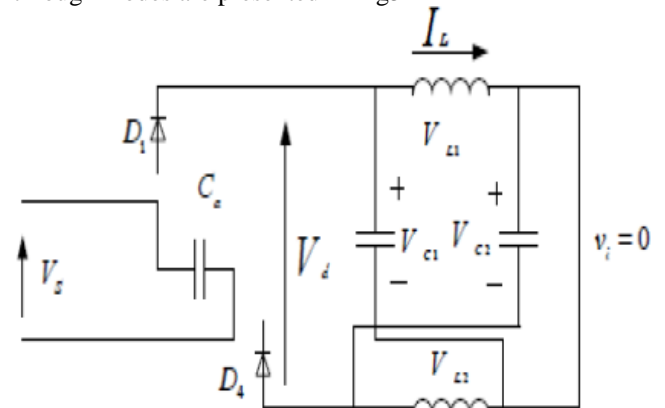 I_L
V_L1
D_1
C_a
V_S
V_d
+ +
V_C1 V_C2
v_i = 0
− −
D_4
V_L2